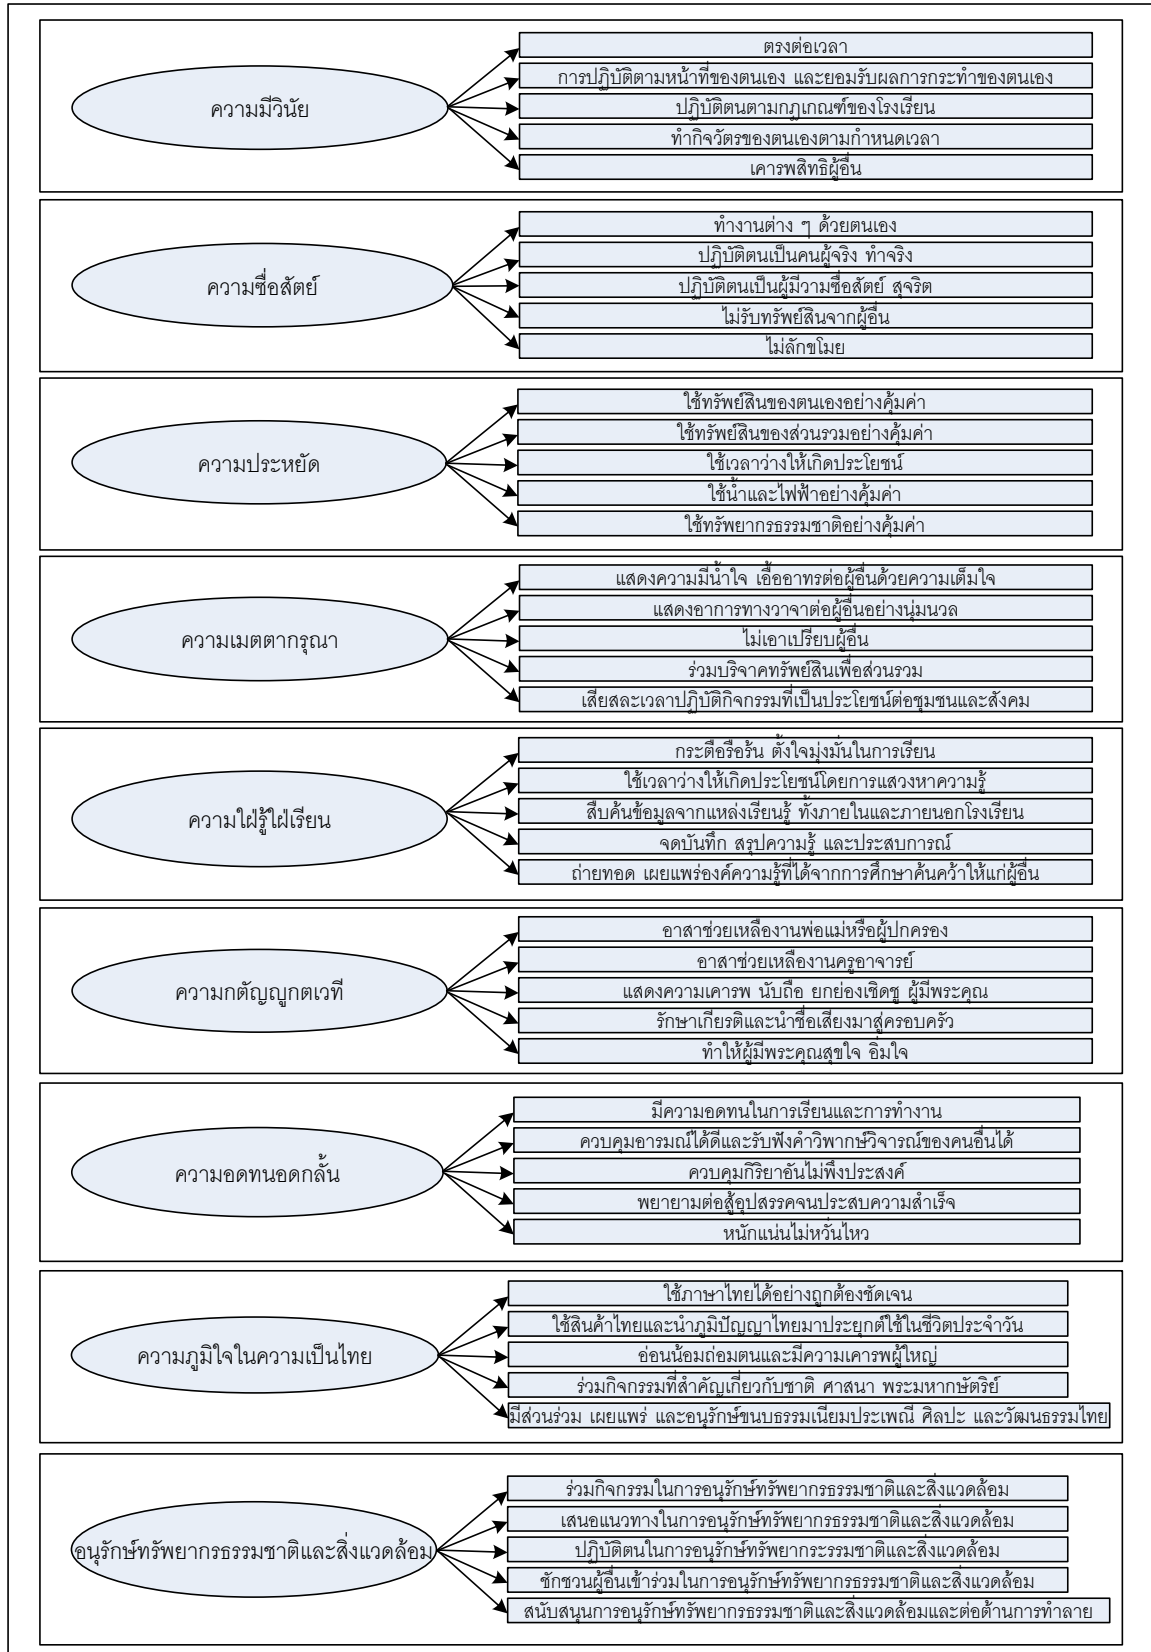 ความมีวินัย
ตรงต่อเวลา
การปฏิบัติตามหน้าที่ของตนเอง และยอมรับผลการกระทำของตนเอง
ปฏิบัติตนตามกฎเกณฑ์ของโรงเรียน
ทำกิจวัตรของตนเองตามกำหนดเวลา
เคารพสิทธิผู้อื่น
ความซื่อสัตย์
ทำงานต่าง ๆ ด้วยตนเอง
ปฏิบัติตนเป็นคนผู้จริง ทำจริง
ปฏิบัติตนเป็นผู้มีวามซื่อสัตย์ สุจริต
ไม่รับทรัพย์สินจากผู้อื่น
ไม่ลักขโมย
ความประหยัด
ใช้ทรัพย์สินของตนเองอย่างคุ้มค่า
ใช้ทรัพย์สินของส่วนรวมอย่างคุ้มค่า
ใช้เวลาว่างให้เกิดประโยชน์
ใช้น้ำและไฟฟ้าอย่างคุ้มค่า
ใช้ทรัพยากรธรรมชาติอย่างคุ้มค่า
ความเมตตากรุณา
แสดงความมีน้ำใจ เอื้ออาทรต่อผู้อื่นด้วยความเต็มใจ
แสดงอาการทางวาจาต่อผู้อื่นอย่างนุ่มนวล
ไม่เอาเปรียบผู้อื่น
ร่วมบริจาคทรัพย์สินเพื่อส่วนรวม
เสียสละเวลาปฏิบัติกิจกรรมที่เป็นประโยชน์ต่อชุมชนและสังคม
ความใฝ่รู้ใฝ่เรียน
กระตือรือร้น ตั้งใจมุ่งมั่นในการเรียน
ใช้เวลาว่างให้เกิดประโยชน์โดยการแสวงหาความรู้
สืบค้นข้อมูลจากแหล่งเรียนรู้ ทั้งภายในและภายนอกโรงเรียน
จดบันทึก สรุปความรู้ และประสบการณ์
ถ่ายทอด เผยแพร่องค์ความรู้ที่ได้จากการศึกษาค้นคว้าให้แก่ผู้อื่น
ความกตัญญูกตเวที
อาสาช่วยเหลืองานพ่อแม่หรือผู้ปกครอง
อาสาช่วยเหลืองานครูอาจารย์
แสดงความเคารพ นับถือ ยกย่องเชิดชู ผู้มีพระคุณ
รักษาเกียรติและนำชื่อเสียงมาสู่ครอบครัว
ทำให้ผู้มีพระคุณสุขใจ อิ่มใจ
ความอดทนอดกลั้น
มีความอดทนในการเรียนและการทำงาน
ควบคุมอารมณ์ได้ดีและรับฟังคำวิพากษ์วิจารณ์ของคนอื่นได้
ควบคุมกิริยาอันไม่พึงประสงค์
พยายามต่อสู้อุปสรรคจนประสบความสำเร็จ
หนักแน่นไม่หวั่นไหว
ความภูมิใจในความเป็นไทย
ใช้ภาษาไทยได้อย่างถูกต้องชัดเจน
ใช้สินค้าไทยและนำภูมิปัญญาไทยมาประยุกต์ใช้ในชีวิตประจำวัน
อ่อนน้อมถ่อมตนและมีความเคารพผู้ใหญ่
ร่วมกิจกรรมที่สำคัญเกี่ยวกับชาติ ศาสนา พระมหากษัตริย์
มีส่วนร่วม เผยแพร่ และอนุรักษ์ขนบธรรมเนียมประเพณี ศิลปะ และวัฒนธรรมไทย
อนุรักษ์ทรัพยากรธรรมชาติและสิ่งแวดล้อม
ร่วมกิจกรรมในการอนุรักษ์ทรัพยากรธรรมชาติและสิ่งแวดล้อม
เสนอแนวทางในการอนุรักษ์ทรัพยากรธรรมชาติและสิ่งแวดล้อม
ปฏิบัติตนในการอนุรักษ์ทรัพยากระรรมชาติและสิ่งแวดล้อม
ชักชวนผู้อื่นเข้าร่วมในการอนุรักษ์ทรัพยากรธรรมชาติและสิ่งแวดล้อม
สนับสนุนการอนุรักษ์ทรัพยากรธรรมชาติและสิ่งแวดล้อมและต่อต้านการทำลาย